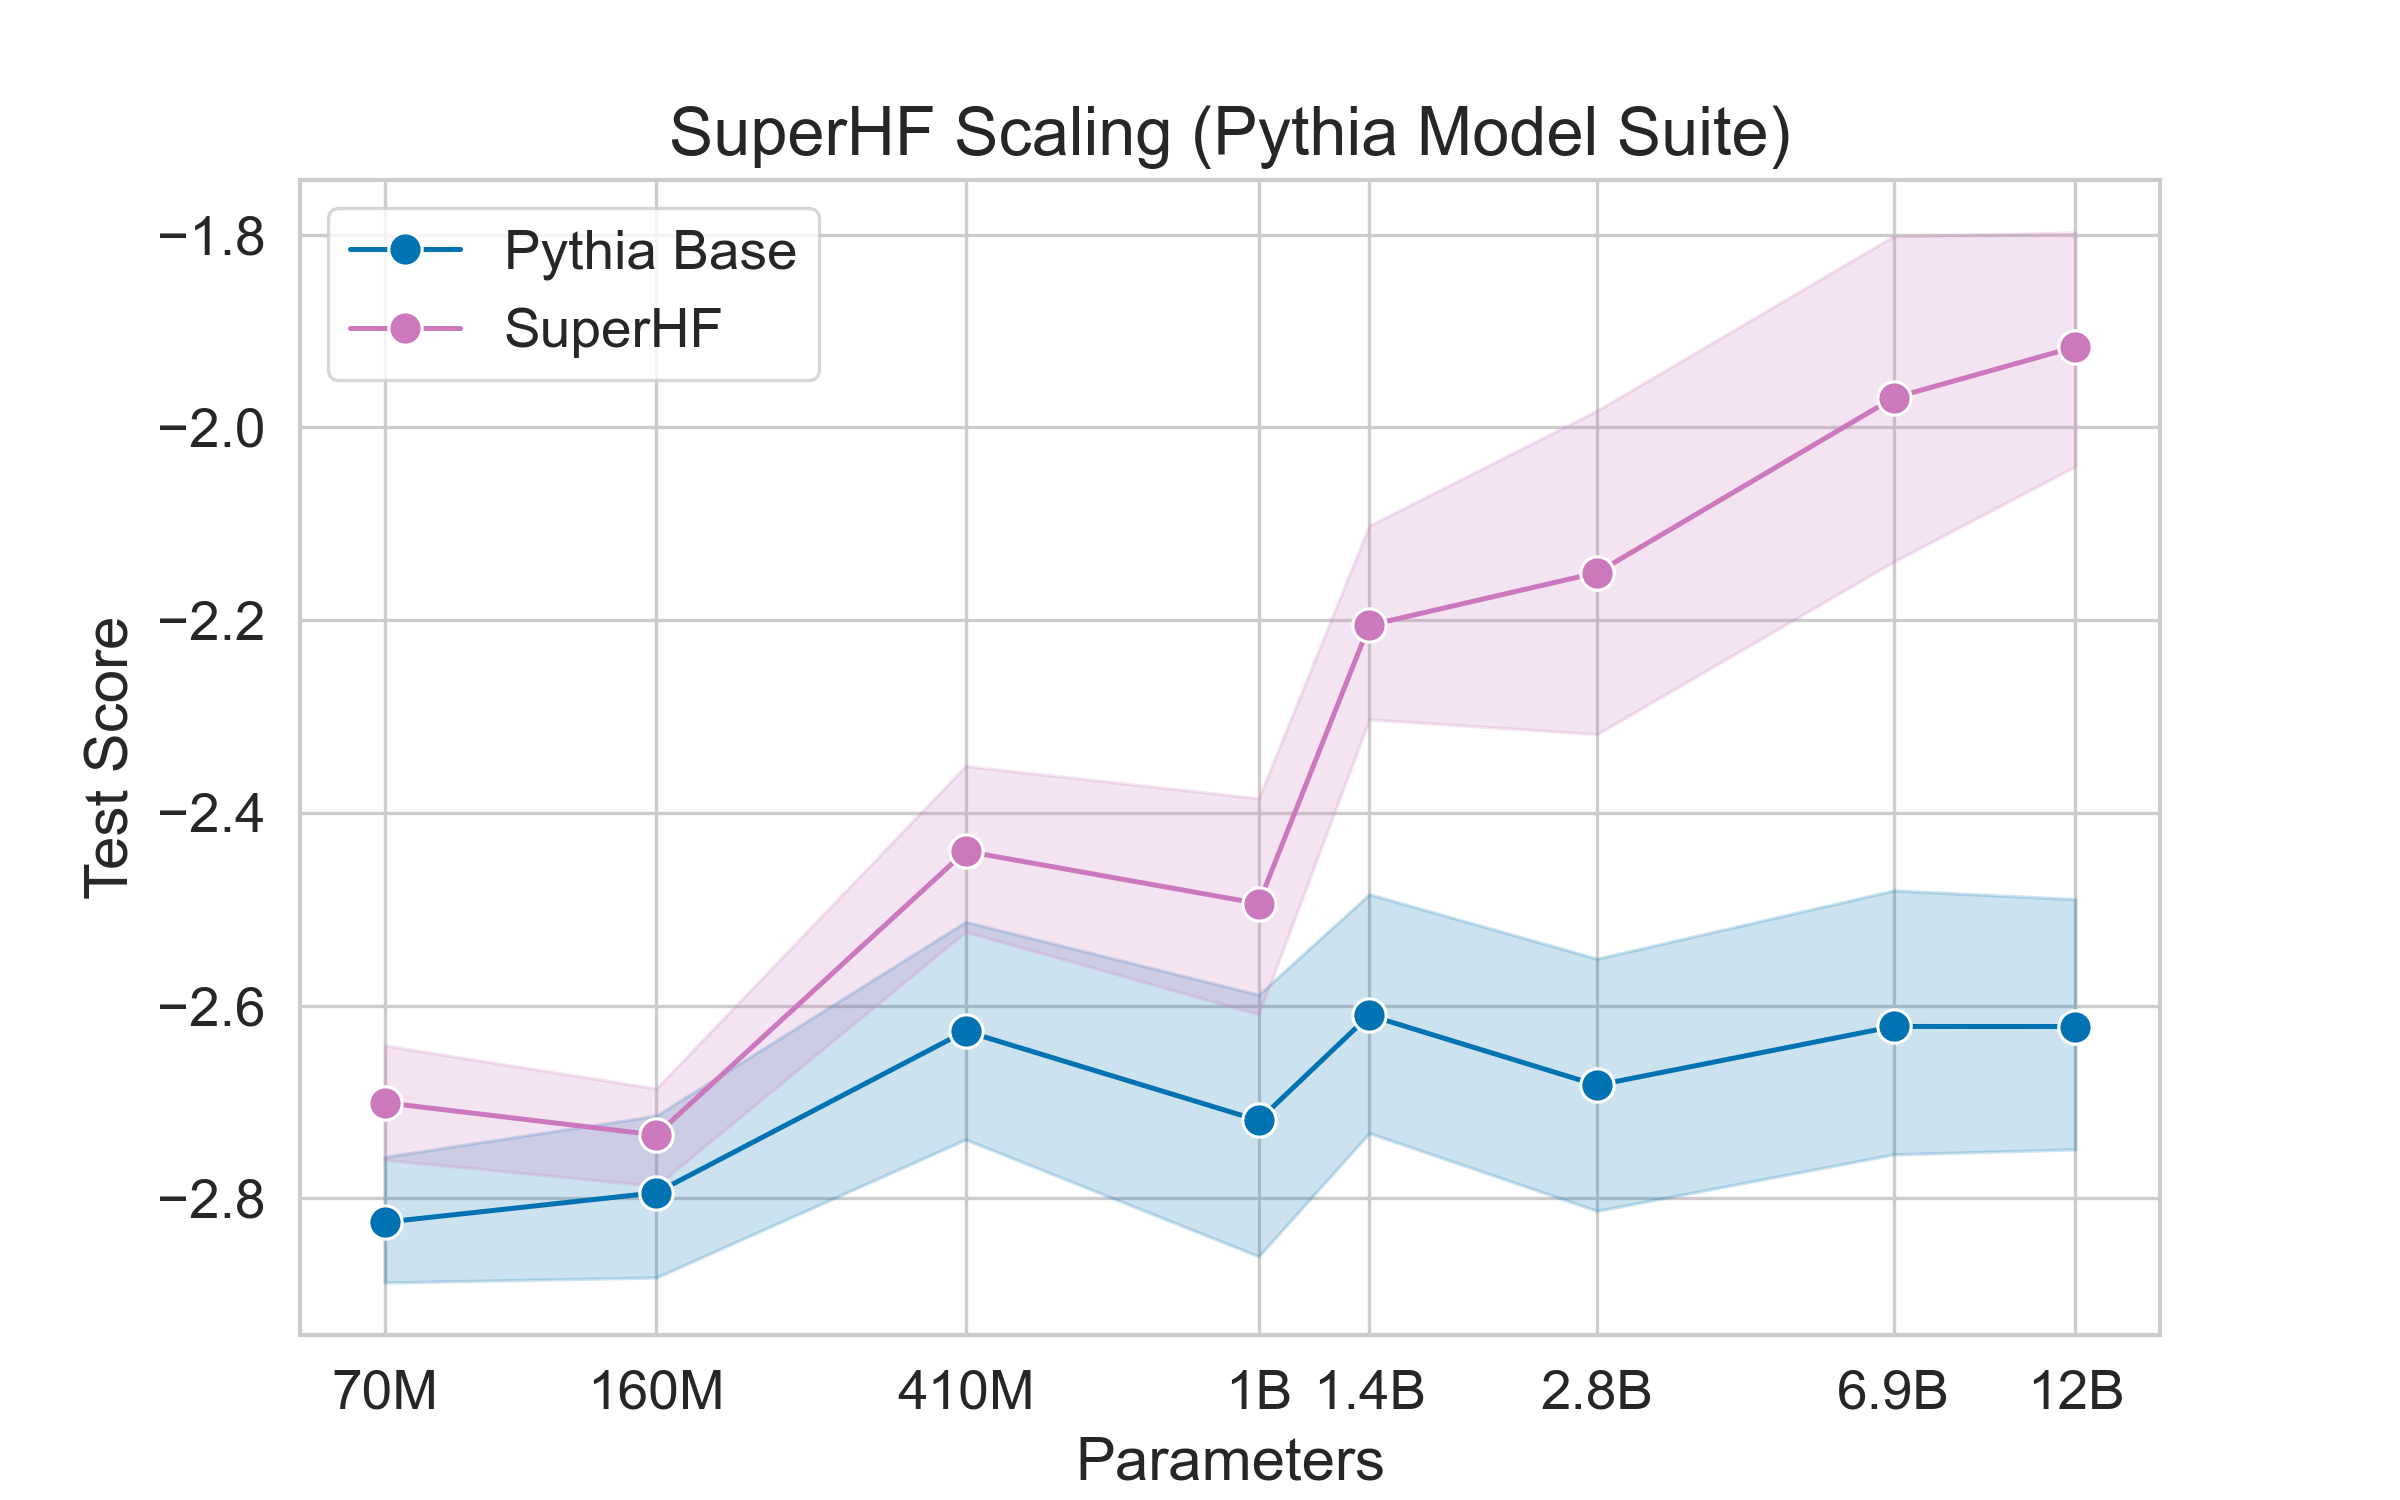 SuperHF Scaling (Pythia Model Suite)
Pythia Base
SuperHF
−1.8
−2.0
−2.2
−2.4
−2.6
−2.8
Test Score
70M 160M 410M 1B 1.4B 2.8B 6.9B 12B
Parameters